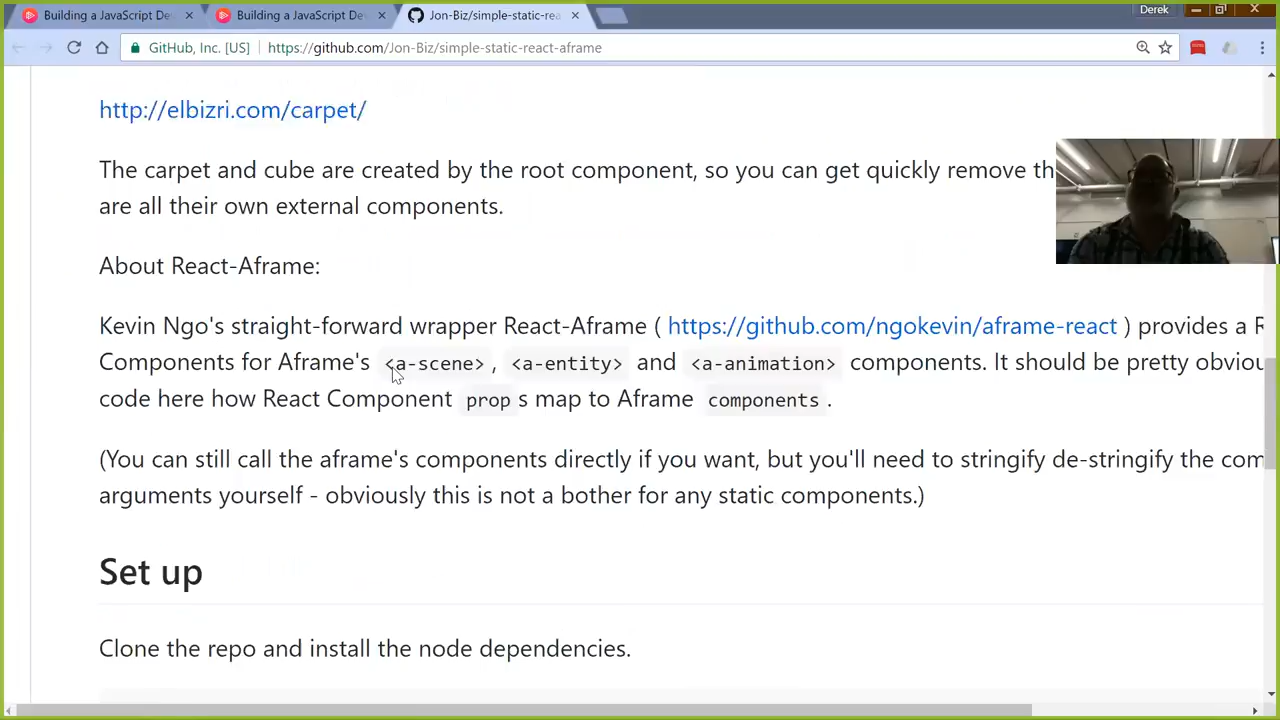 Building a JavaScript De
Building a JavaScript De
Jon-Biz/simple-static-rea
Derek
GitHub, Inc. [US]
https://github.com/Jon-Biz/simple-static-react-aframe
http://elbizri.com/carpet/
The carpet and cube are created by the root component, so you can get quickly remove th
are all their own external components.
About React-Aframe:
Kevin Ngo's straight-forward wrapper React-Aframe ( https://github.com/ngokevin/aframe-react ) provides a R
Components for Aframe's <a-scene> , <a-entity> and <a-animation> components. It should be pretty obviou
code here how React Component prop s map to Aframe components .
(You can still call the aframe's components directly if you want, but you'll need to stringify de-stringify the com
arguments yourself - obviously this is not a bother for any static components.)
Set up
Clone the repo and install the node dependencies.